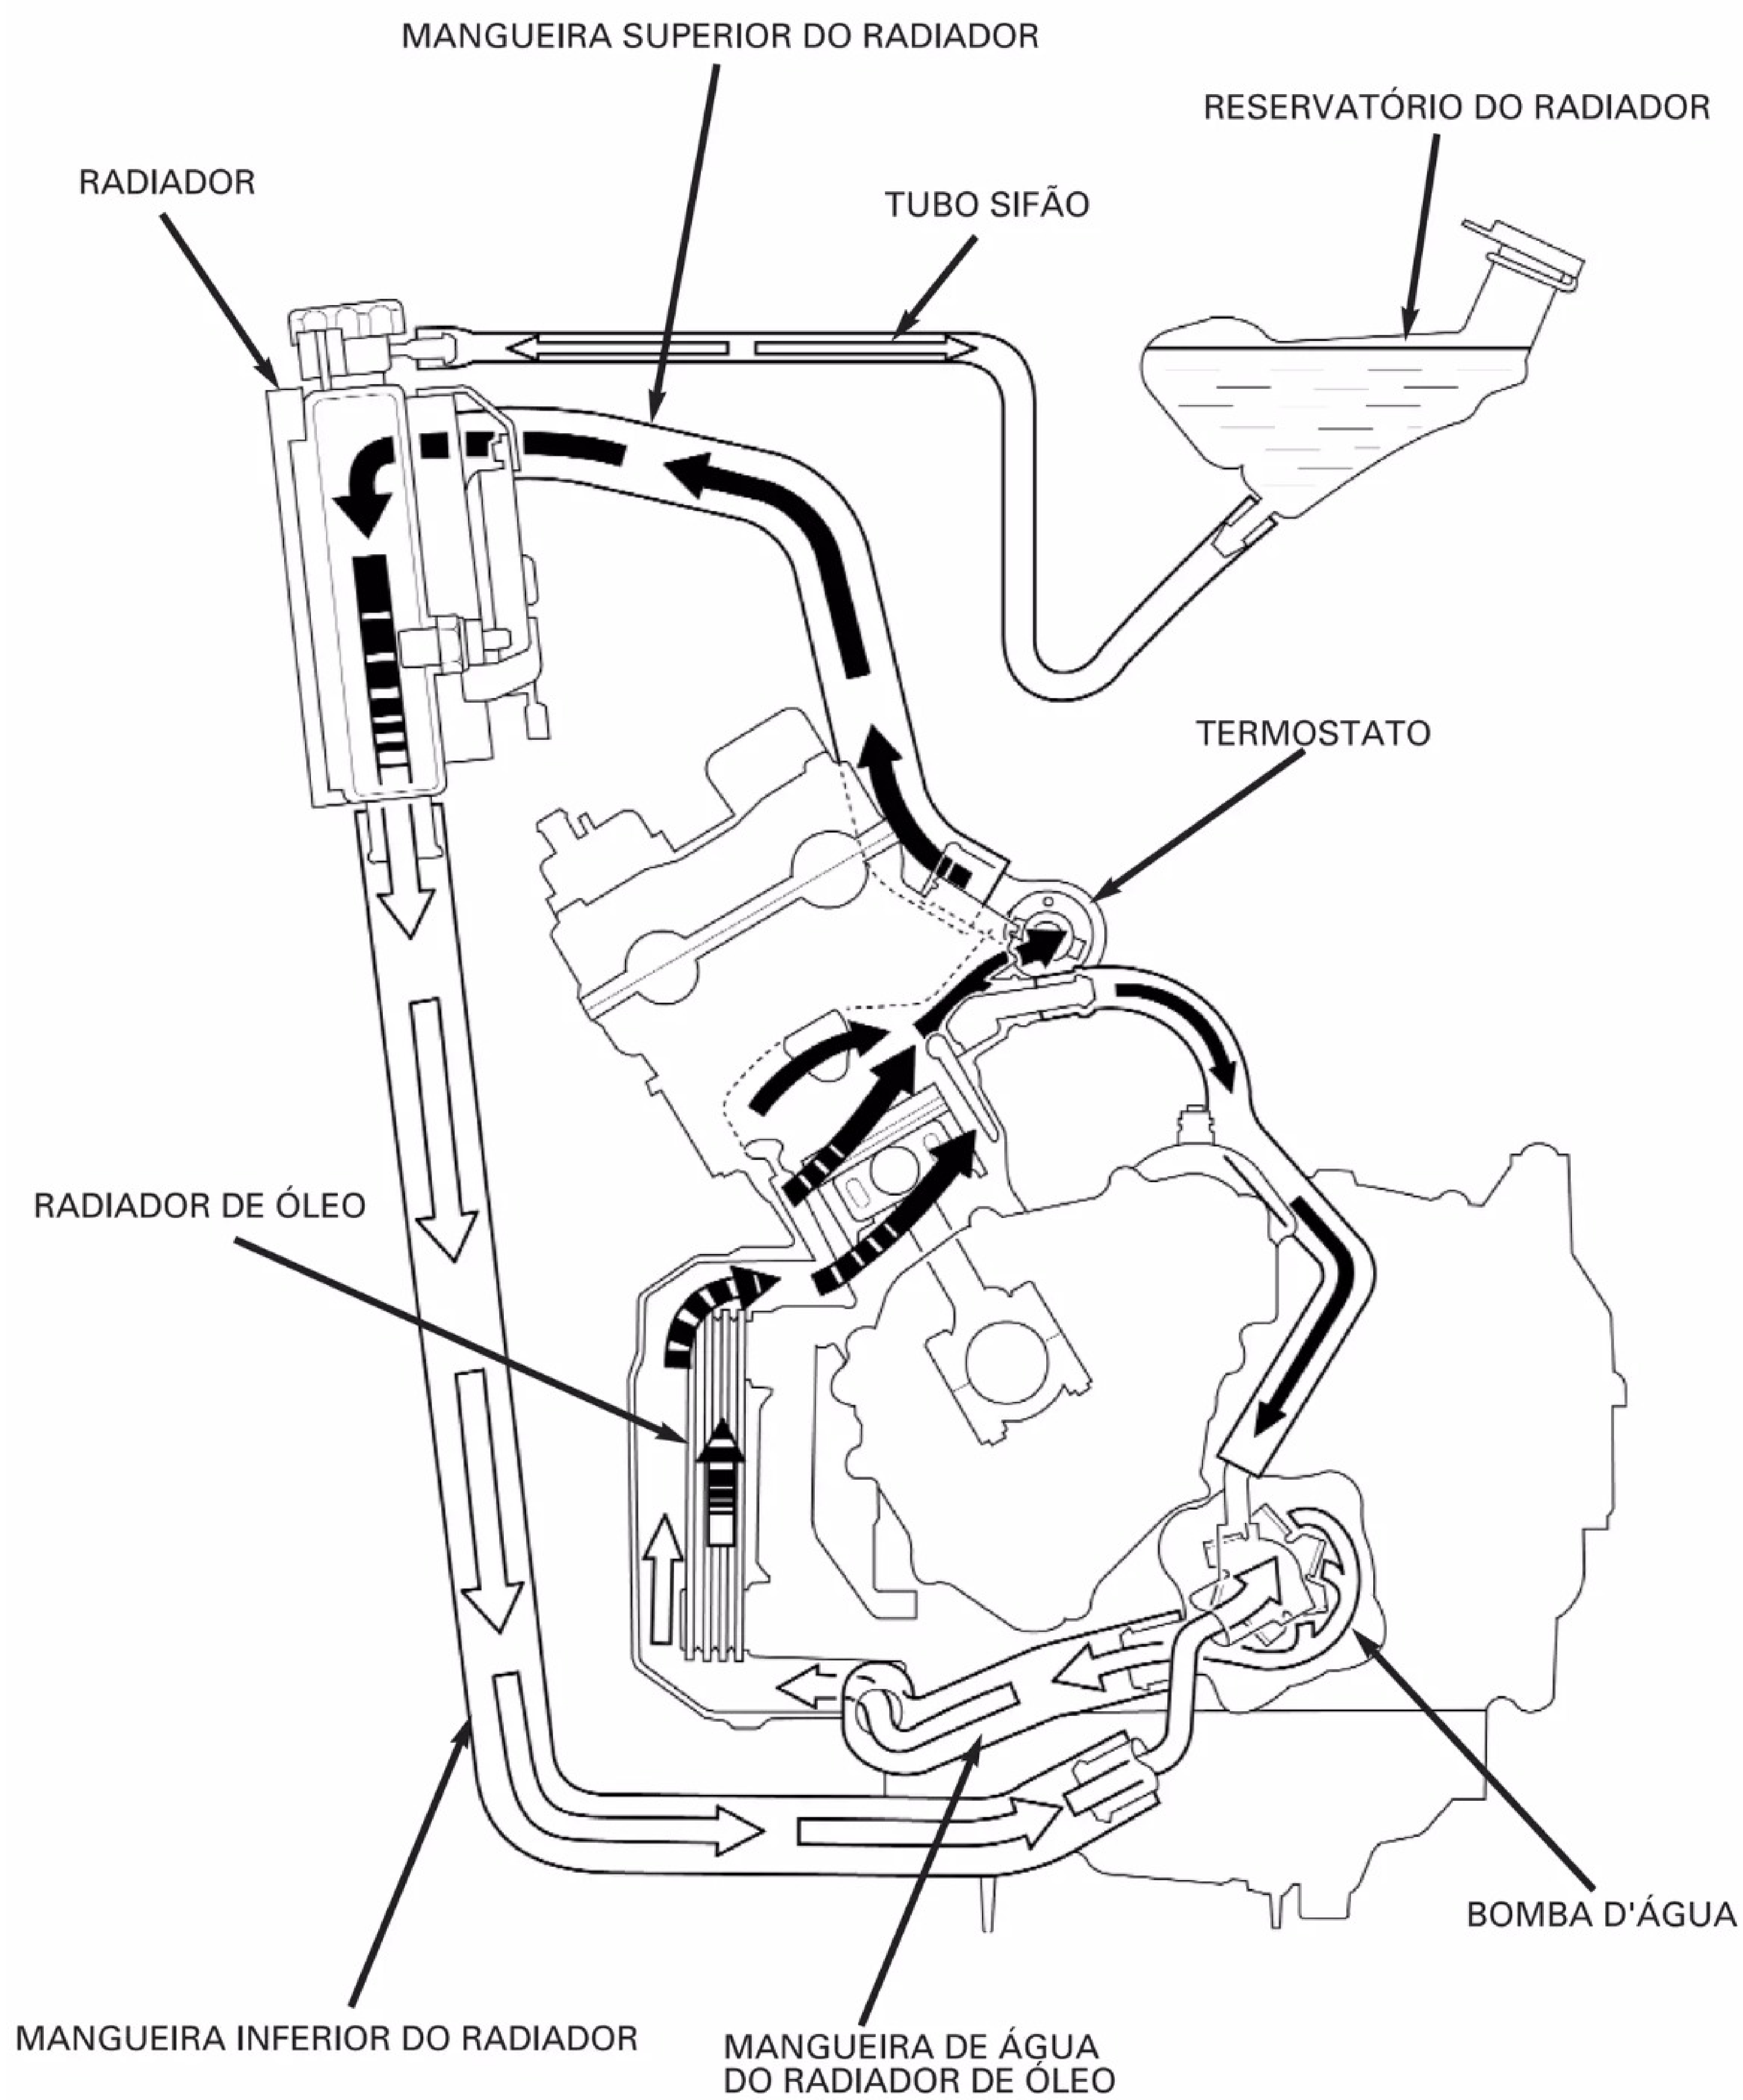 MANGUEIRA SUPERIOR DO RADIADOR
RESERVATÓRIO DO RADIADOR
RADIADOR
TUBO SIFÃO
TERMOSTATO
RADIADOR DE ÓLEO
BOMBA D'ÁGUA
MANGUEIRA INFERIOR DO RADIADOR
MANGUEIRA DE ÁGUA
DO RADIADOR DE ÓLEO